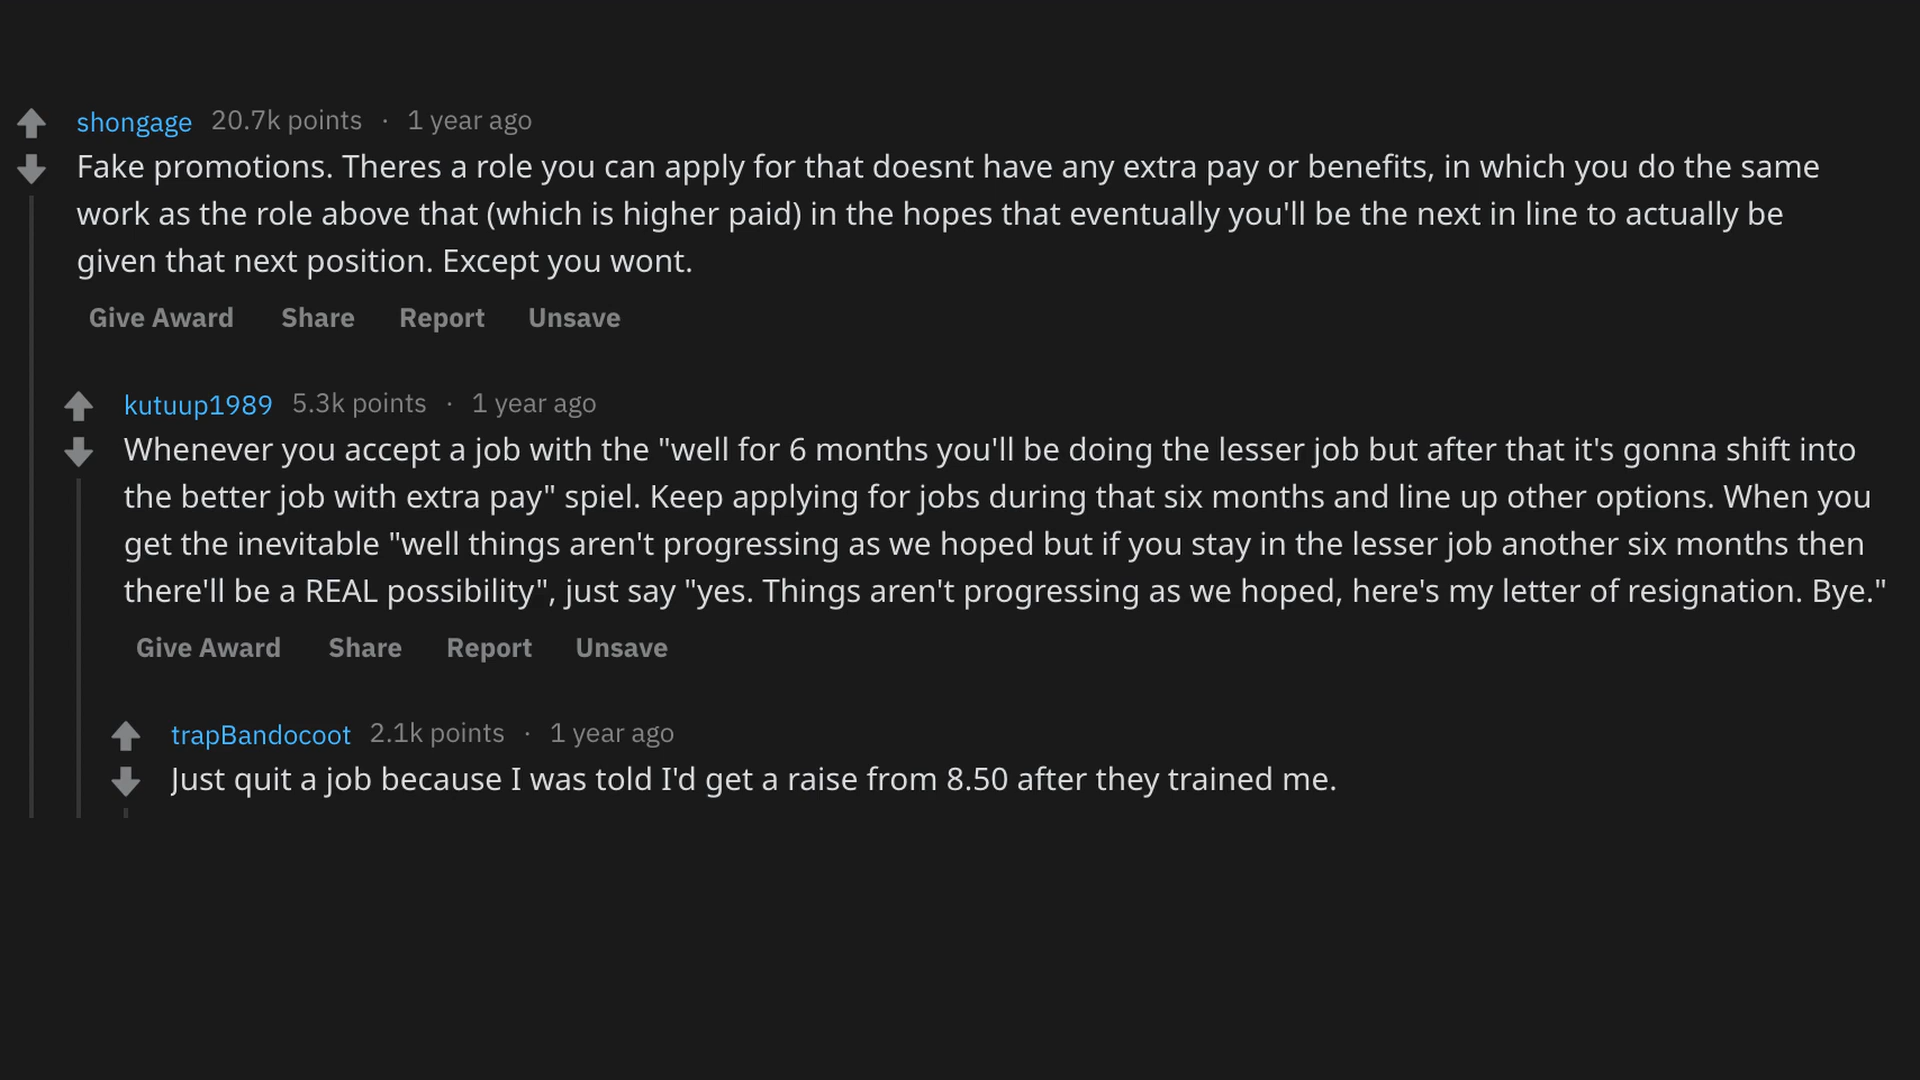 shongage 20.7k points · 1 year ago
Fake promotions. Theres a role you can apply for that doesnt have any extra pay or benefits, in which you do the same
work as the role above that (which is higher paid) in the hopes that eventually you'll be the next in line to actually be
given that next position. Except you wont.
Give Award Share Report Unsave
kutuup1989 5.3k points · 1 year ago
Whenever you accept a job with the "well for 6 months you'll be doing the lesser job but after that it's gonna shift into
the better job with extra pay" spiel. Keep applying for jobs during that six months and line up other options. When you
get the inevitable "well things aren't progressing as we hoped but if you stay in the lesser job another six months then
there'll be a REAL possibility", just say "yes. Things aren't progressing as we hoped, here's my letter of resignation. Bye."
Give Award Share Report Unsave
trapBandocoot 2.1k points · 1 year ago
Just quit a job because I was told I'd get a raise from 8.50 after they trained me.